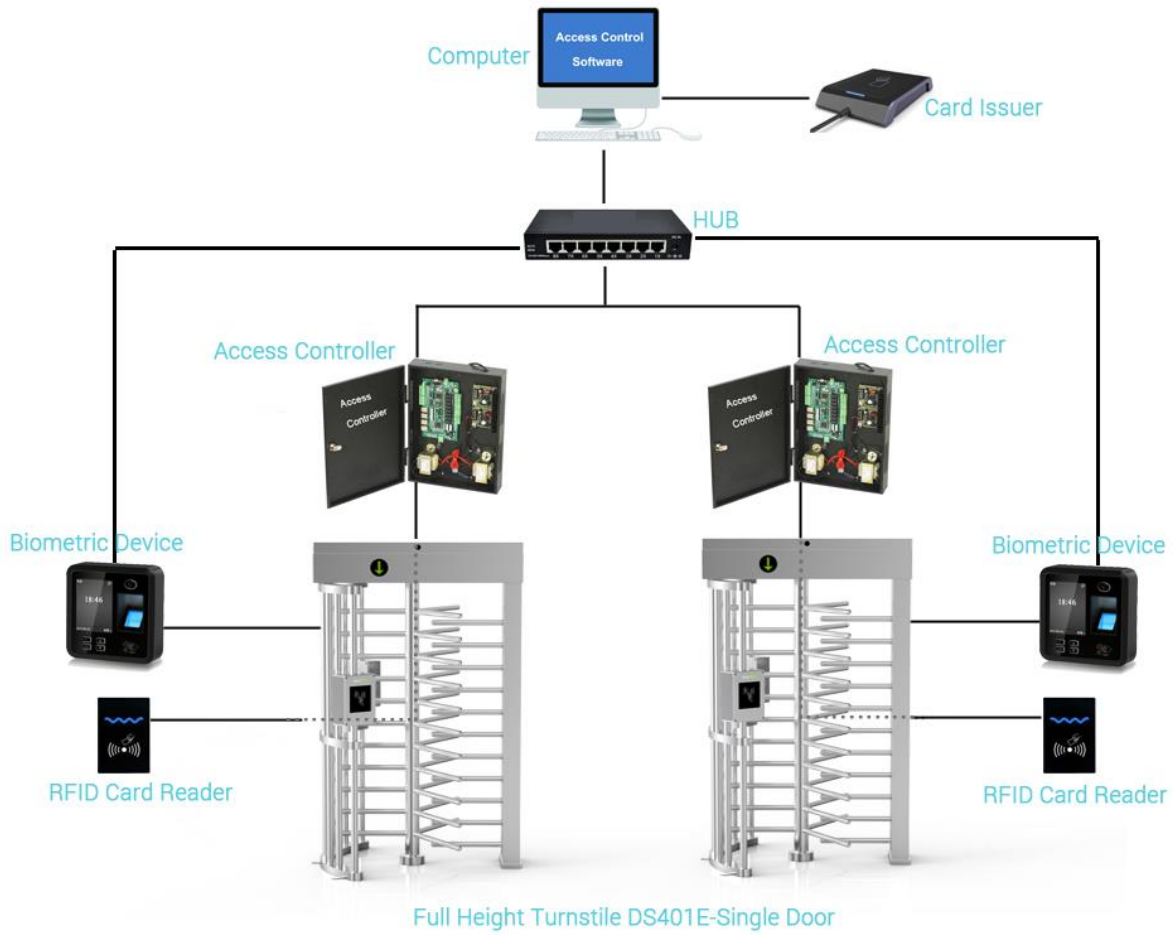 Access Control
Software
Computer
Card Issuer
HUB
Access Controller
Access Controller
Access
Controller
Access
Controller
Biometric Device
Biometric Device
18:46
18:46
RFID Card Reader
RFID Card Reader
Full Height Turnstile DS401E-Single Door